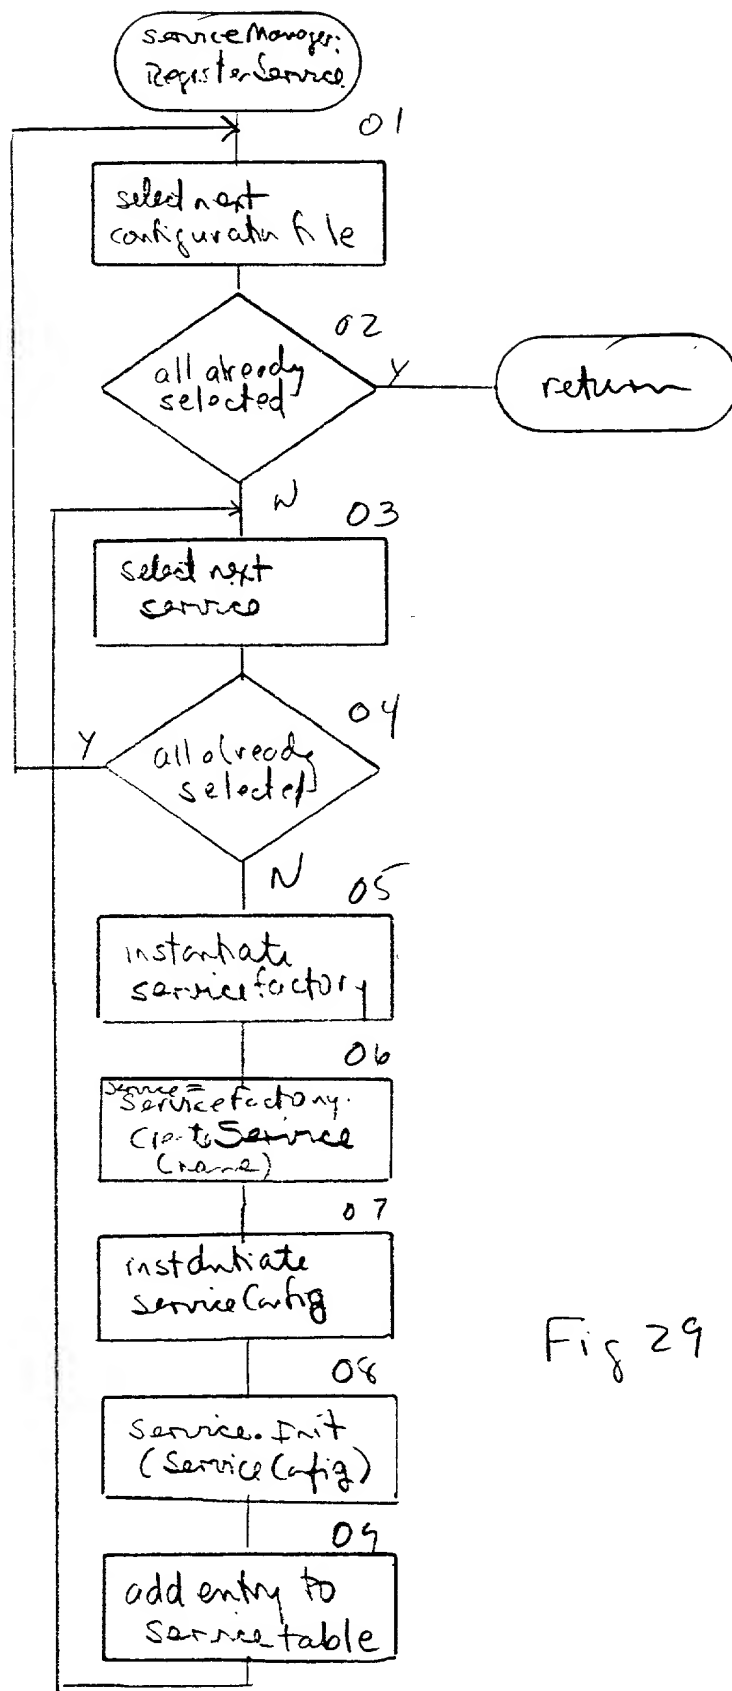 serviceManager:
RegisterService
01
select next
configuration file
02
all already
selected
Y
return
N
03
select next
service
04
Y
all already
selected
N
05
instantiate
servicefactory
06
service=
serviceFactory.
CreateService
(name)
07
instantiate
serviceConfig
08
service.Init
(ServiceConfig)
09
add entry to
service table
Fig 29